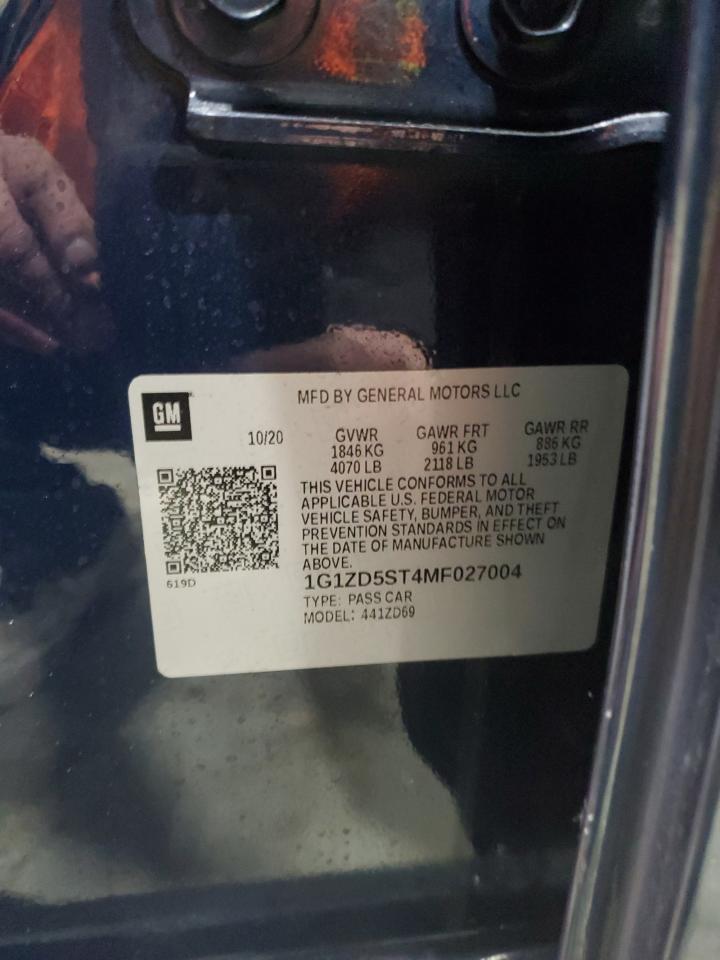 GM
MFD BY GENERAL MOTORS LLC
10/20 GVWR GAWR FRT GAWR RR
1846 KG 961 KG 886 KG
4070 LB 2118 LB 1953 LB
THIS VEHICLE CONFORMS TO ALL
APPLICABLE U.S. FEDERAL MOTOR
VEHICLE SAFETY, BUMPER, AND THEFT
PREVENTION STANDARDS IN EFFECT ON
THE DATE OF MANUFACTURE SHOWN
ABOVE.
619D
1G1ZD5ST4MF027004
TYPE: PASS CAR
MODEL: 441ZD69